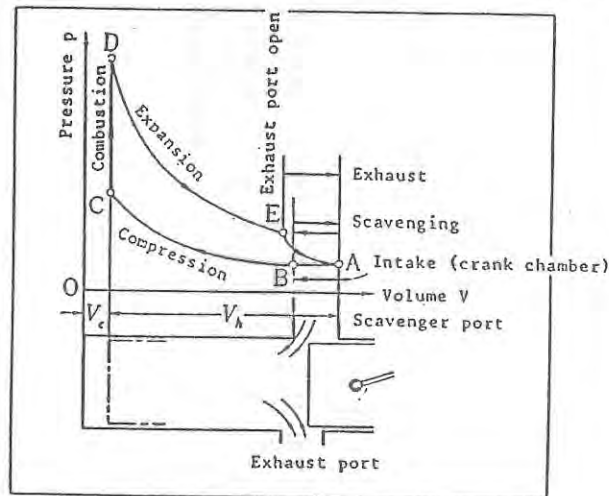 Pressure p
D
Combustion
Expansion
Exhaust port open
Exhaust
C
E
Scavenging
Compression
B
A
Intake (crank chamber)
O
Volume V
Vc
Vh
Scavenger port
Exhaust port